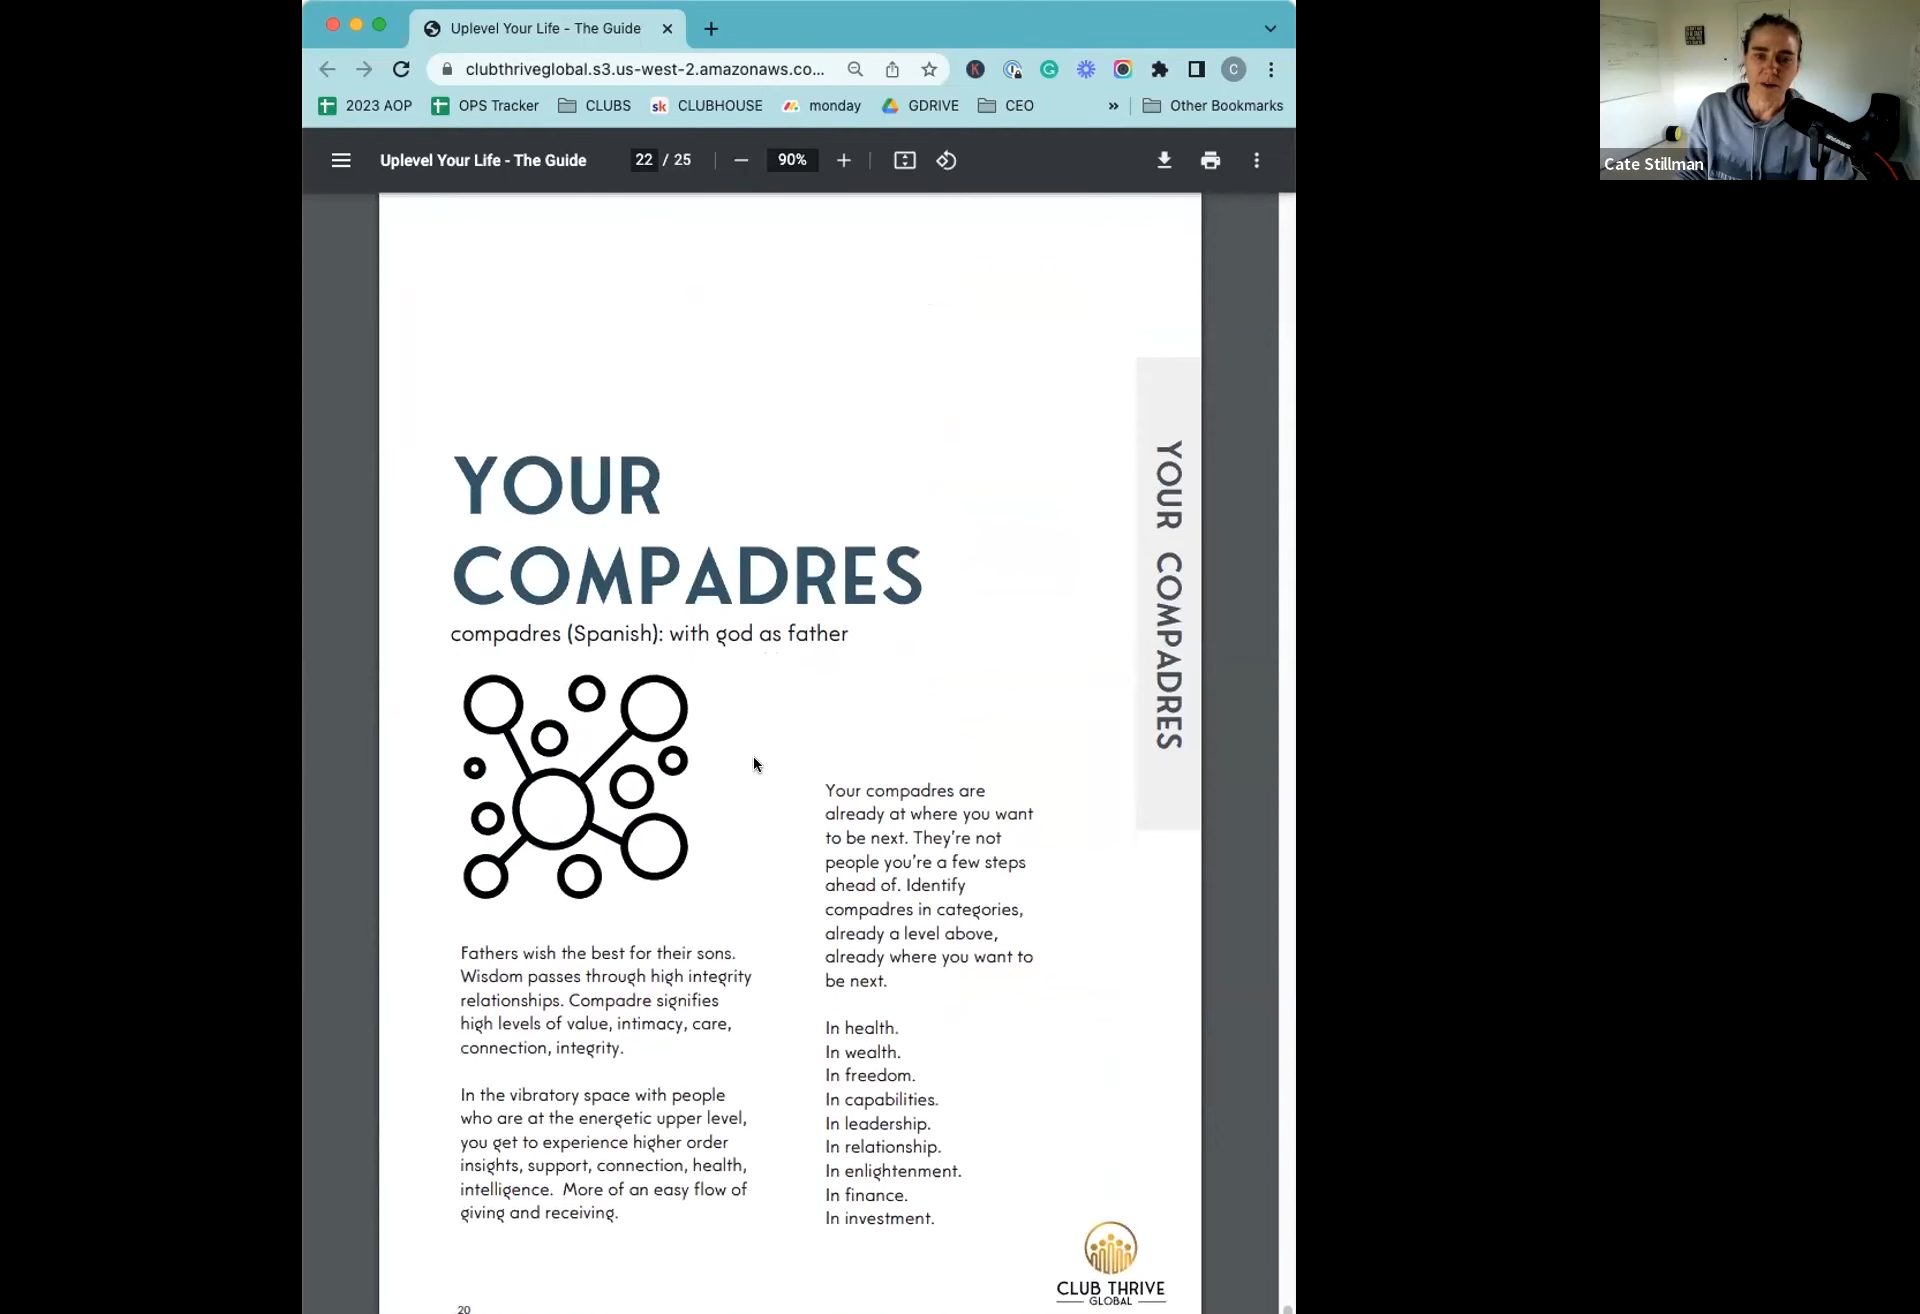 Uplevel Your Life - The Guide
clubthriveglobal.s3.us-west-2.amazonaws.co...
K
G
C
2023 AOP
OPS Tracker
CLUBS
sk CLUBHOUSE
monday
GDRIVE
CEO
»
Other Bookmarks
Uplevel Your Life - The Guide
22 / 25
90%
Cate Stillman
YOUR
COMPADRES
compadres (Spanish): with god as father
YOUR COMPADRES
Fathers wish the best for their sons.
Wisdom passes through high integrity
relationships. Compadre signifies
high levels of value, intimacy, care,
connection, integrity.
In the vibratory space with people
who are at the energetic upper level,
you get to experience higher order
insights, support, connection, health,
intelligence. More of an easy flow of
giving and receiving.
Your compadres are
already at where you want
to be next. They're not
people you're a few steps
ahead of. Identify
compadres in categories,
already a level above,
already where you want to
be next.
In health.
In wealth.
In freedom.
In capabilities.
In leadership.
In relationship.
In enlightenment.
In finance.
In investment.
CLUB THRIVE
GLOBAL
20